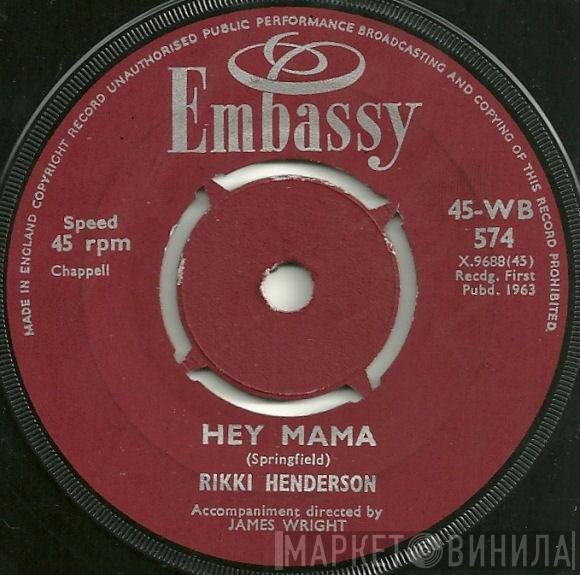 MADE IN ENGLAND COPYRIGHT RECORD UNAUTHORISED PUBLIC PERFORMANCE BROADCASTING AND COPYING OF THIS RECORD PROHIBITED.
Embassy
Speed
45 rpm
Chappell
45-WB
574
X.9688(45)
Recdg. First
Pubd. 1963
HEY MAMA
(Springfield)
RIKKI HENDERSON
Accompaniment directed by
JAMES WRIGHT
МАРКЕТ ВИНИЛА